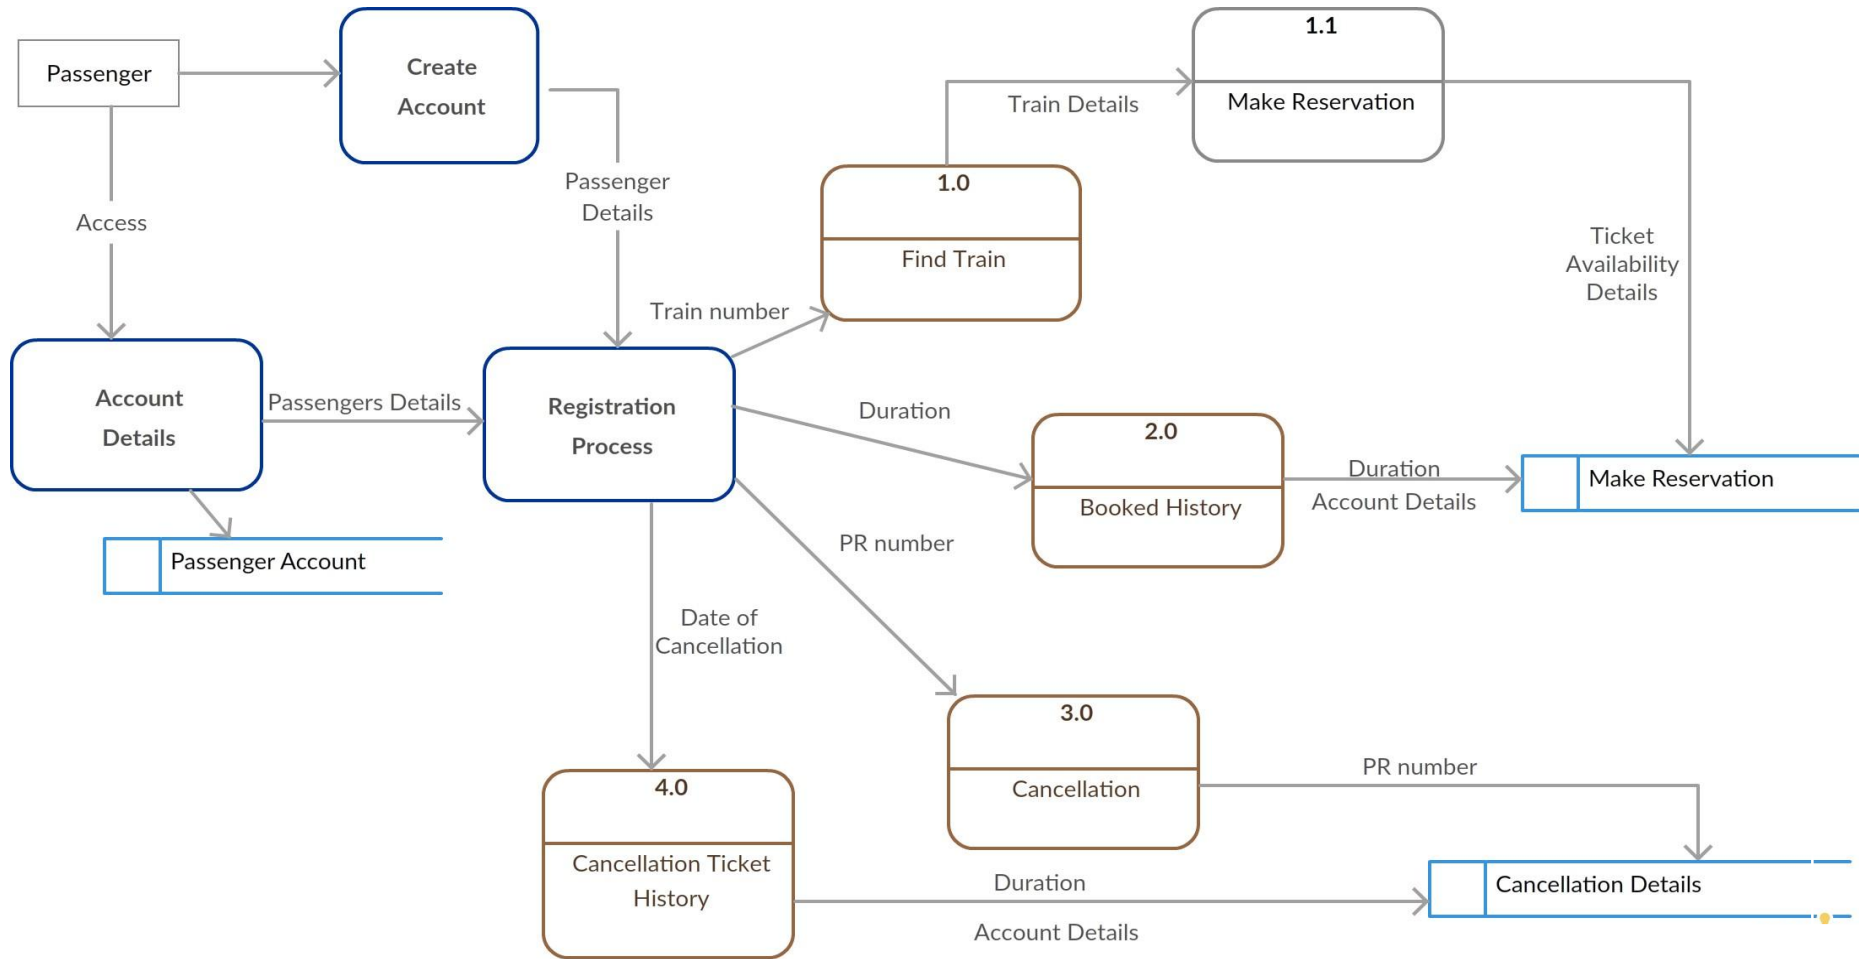 Passenger
Create
Account
1.1
Make Reservation
Train Details
Passenger
Details
1.0
Find Train
Access
Ticket
Availability
Details
Train number
Account
Details
Passengers Details
Registration
Process
Duration
2.0
Booked History
Duration
Account Details
Make Reservation
Passenger Account
PR number
Date of
Cancellation
3.0
Cancellation
PR number
4.0
Cancellation Ticket
History
Duration
Account Details
Cancellation Details